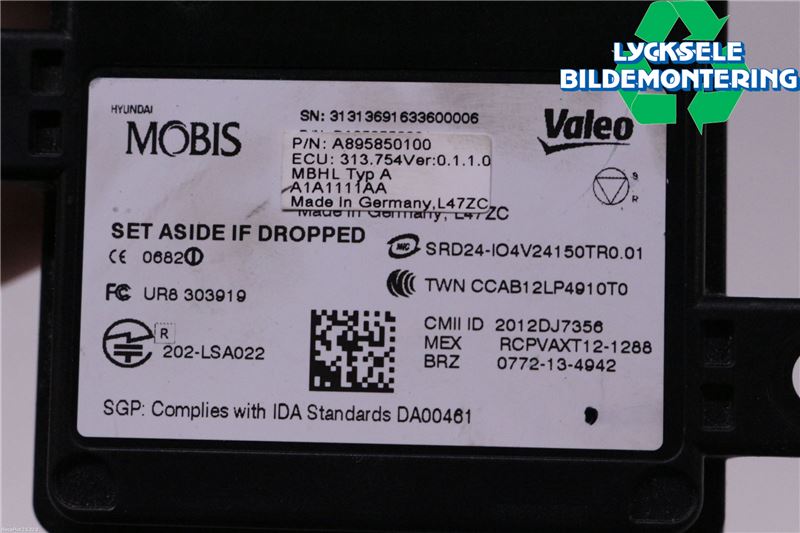 LYCKSELE
BILDEMONTERING
HYUNDAI
MOBIS
SN: 31313691633600006
Valeo
P/N: A895850100
ECU: 313.754Ver:0.1.1.0
MBHL Typ A
A1A1111AA
Made In Germany,L47ZC
Made In Germany, L47ZC
S
R
SET ASIDE IF DROPPED
CE 0682
MIC SRD24-IO4V24150TR0.01
FC UR8 303919
TWN CCAB12LP4910T0
R
202-LSA022
CMII ID 2012DJ7356
MEX RCPVAXT12-1288
BRZ 0772-13-4942
SGP: Complies with IDA Standards DA00461